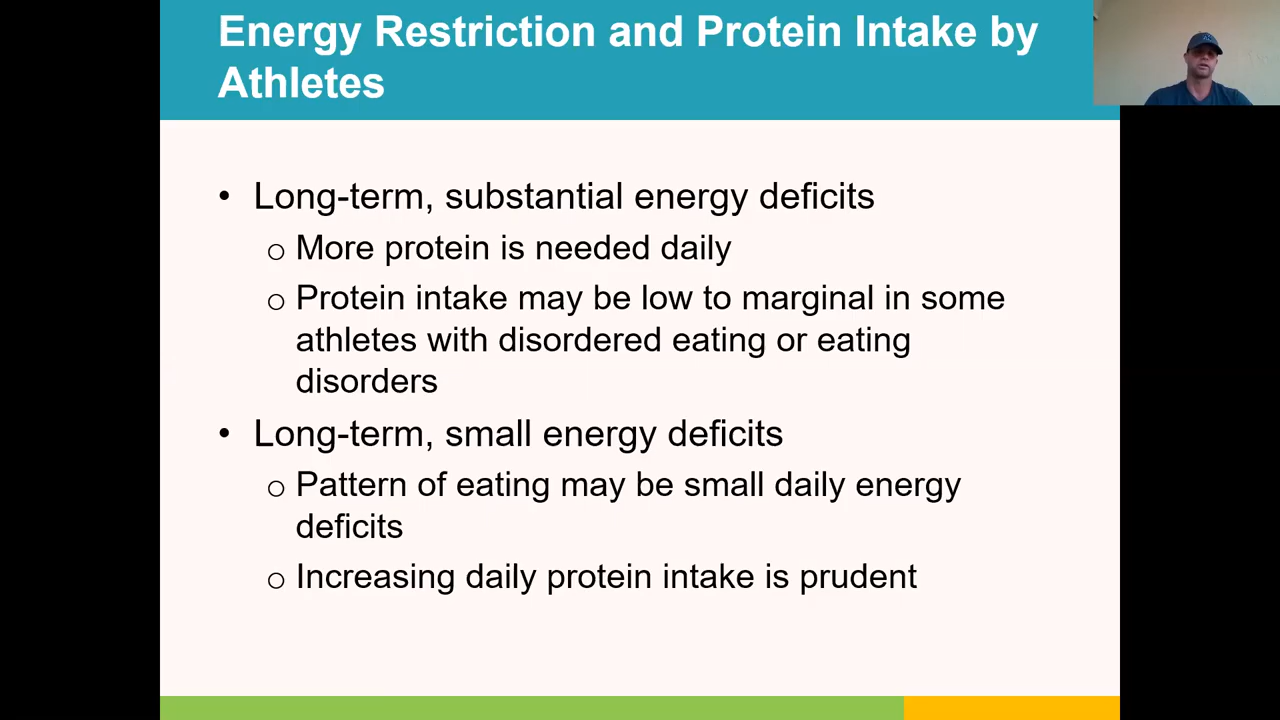 Energy Restriction and Protein Intake by
Athletes
• Long-term, substantial energy deficits
o More protein is needed daily
o Protein intake may be low to marginal in some
athletes with disordered eating or eating
disorders
• Long-term, small energy deficits
o Pattern of eating may be small daily energy
deficits
o Increasing daily protein intake is prudent